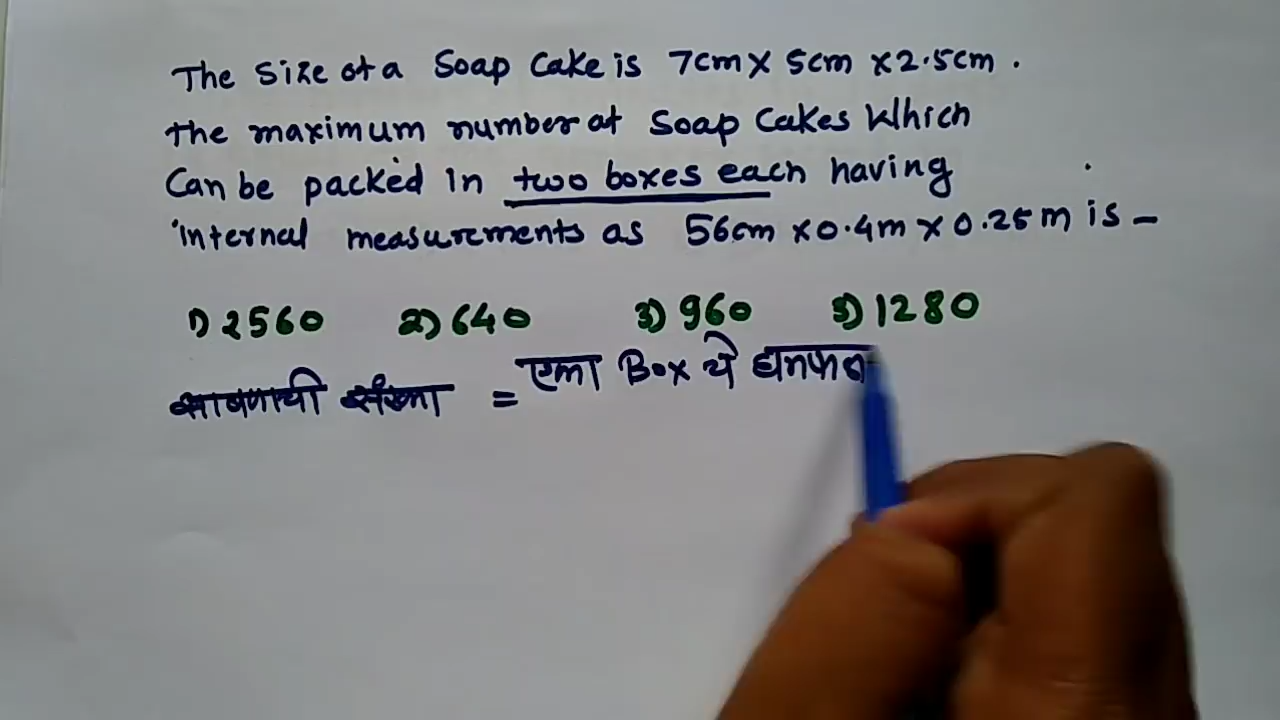 The size of a Soap Cake is 7cm x 5cm x 2.5cm .
The maximum number of Soap Cakes Which
Can be packed in two boxes each having
internal measurements as 56cm x 0.4m x 0.25m is –
1) 2560 2) 640 3) 960 3) 1280
साबणाची संख्या = एका Box चे घनफळ